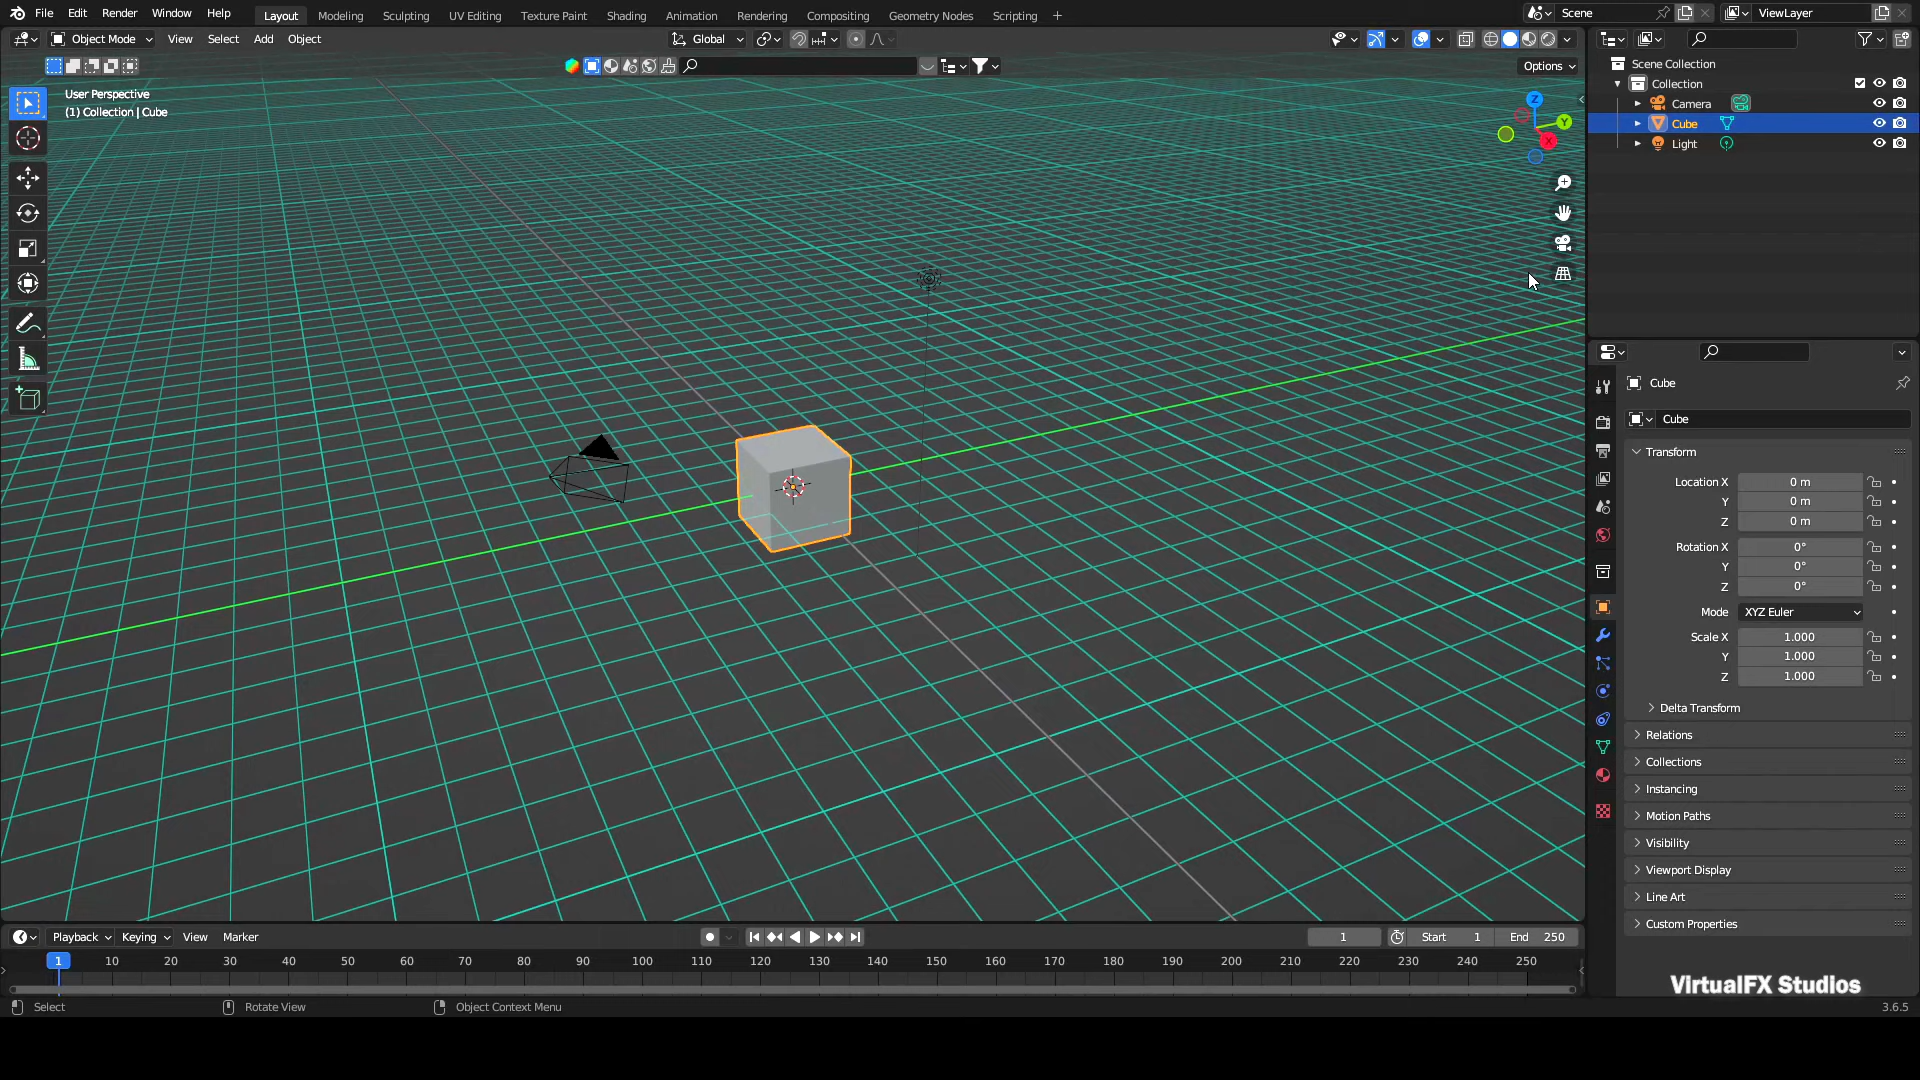 File Edit Render Window Help Layout Modeling Sculpting UV Editing Texture Paint Shading Animation Rendering Compositing Geometry Nodes Scripting + Scene ViewLayer
Object Mode View Select Add Object Global
Options
User Perspective
(1) Collection | Cube
Z
Y
X
Scene Collection
Collection
Camera
Cube
Light
Cube
Cube
Transform
Location X 0 m
Y 0 m
Z 0 m
Rotation X 0°
Y 0°
Z 0°
Mode XYZ Euler
Scale X 1.000
Y 1.000
Z 1.000
Delta Transform
Relations
Collections
Instancing
Motion Paths
Visibility
Viewport Display
Line Art
Custom Properties
Playback Keying View Marker 1 Start 1 End 250
1 10 20 30 40 50 60 70 80 90 100 110 120 130 140 150 160 170 180 190 200 210 220 230 240 250
VirtualFX Studios
Select Rotate View Object Context Menu 3.6.5